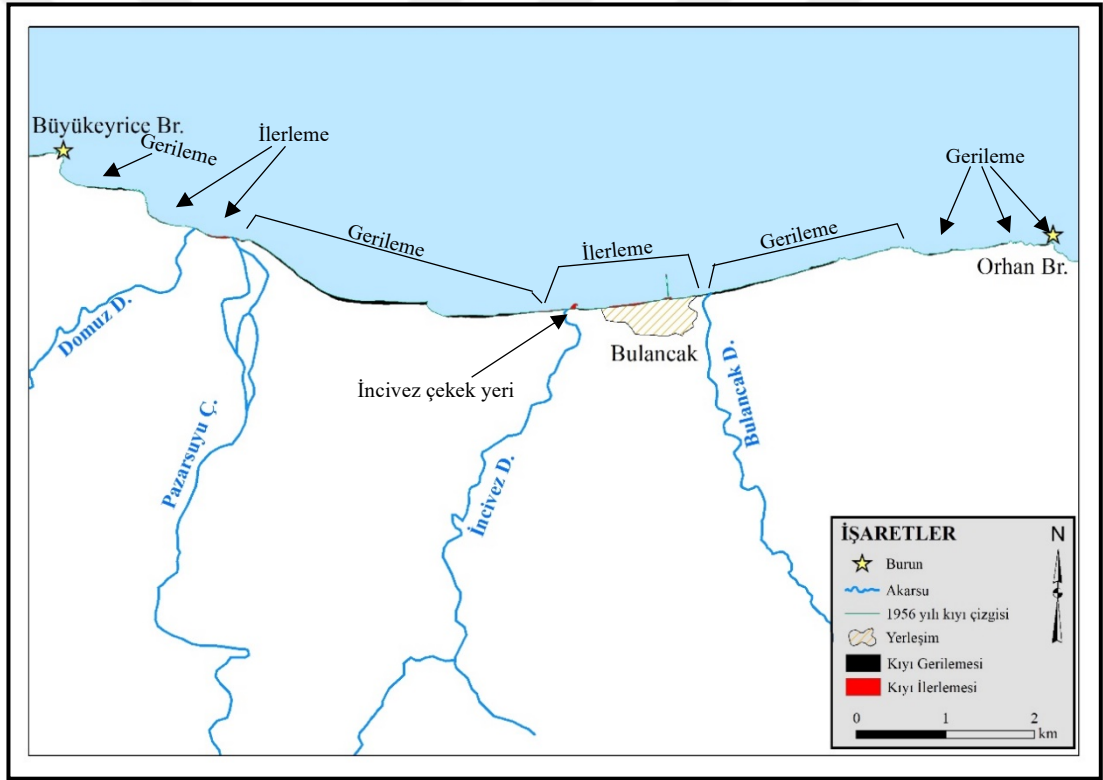 Büyükeyrice Br.
Gerileme
İlerleme
Gerileme
Gerileme
İlerleme
Gerileme
Orhan Br.
Domuz D.
Bulancak
İncivez çekek yeri
Bulancak D.
Pazarsuyu Ç.
İncivez D.
İŞARETLER
N
Burun
Akarsu
1956 yılı kıyı çizgisi
Yerleşim
Kıyı Gerilemesi
Kıyı İlerlemesi
0 1 2
km